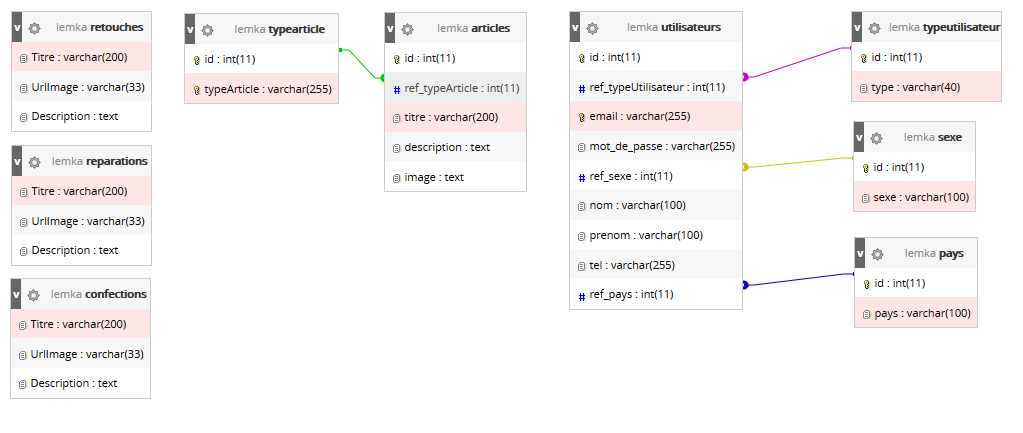 v lemka retouches
Titre : varchar(200)
UrlImage : varchar(33)
Description : text
v lemka reparations
Titre : varchar(200)
UrlImage : varchar(33)
Description : text
v lemka confections
Titre : varchar(200)
UrlImage : varchar(33)
Description : text
v lemka typearticle
id : int(11)
typeArticle : varchar(255)
v lemka articles
id : int(11)
# ref_typeArticle : int(11)
titre : varchar(200)
description : text
image : text
v lemka utilisateurs
id : int(11)
# ref_typeUtilisateur : int(11)
email : varchar(255)
mot_de_passe : varchar(255)
# ref_sexe : int(11)
nom : varchar(100)
prenom : varchar(100)
tel : varchar(255)
# ref_pays : int(11)
v lemka typeutilisateur
id : int(11)
type : varchar(40)
v lemka sexe
id : int(11)
sexe : varchar(100)
v lemka pays
id : int(11)
pays : varchar(100)